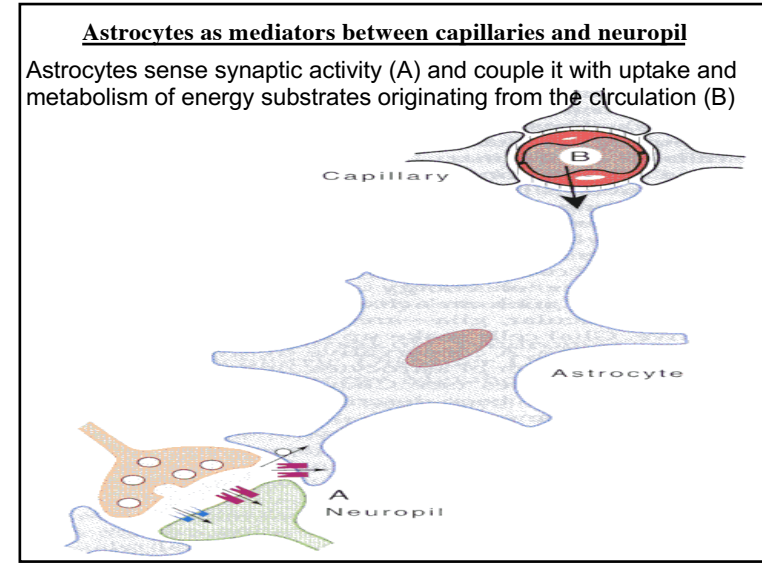 Astrocytes as mediators between capillaries and neuropil
Astrocytes sense synaptic activity (A) and couple it with uptake and
metabolism of energy substrates originating from the circulation (B)
B
Capillary
Astrocyte
A
Neuropil